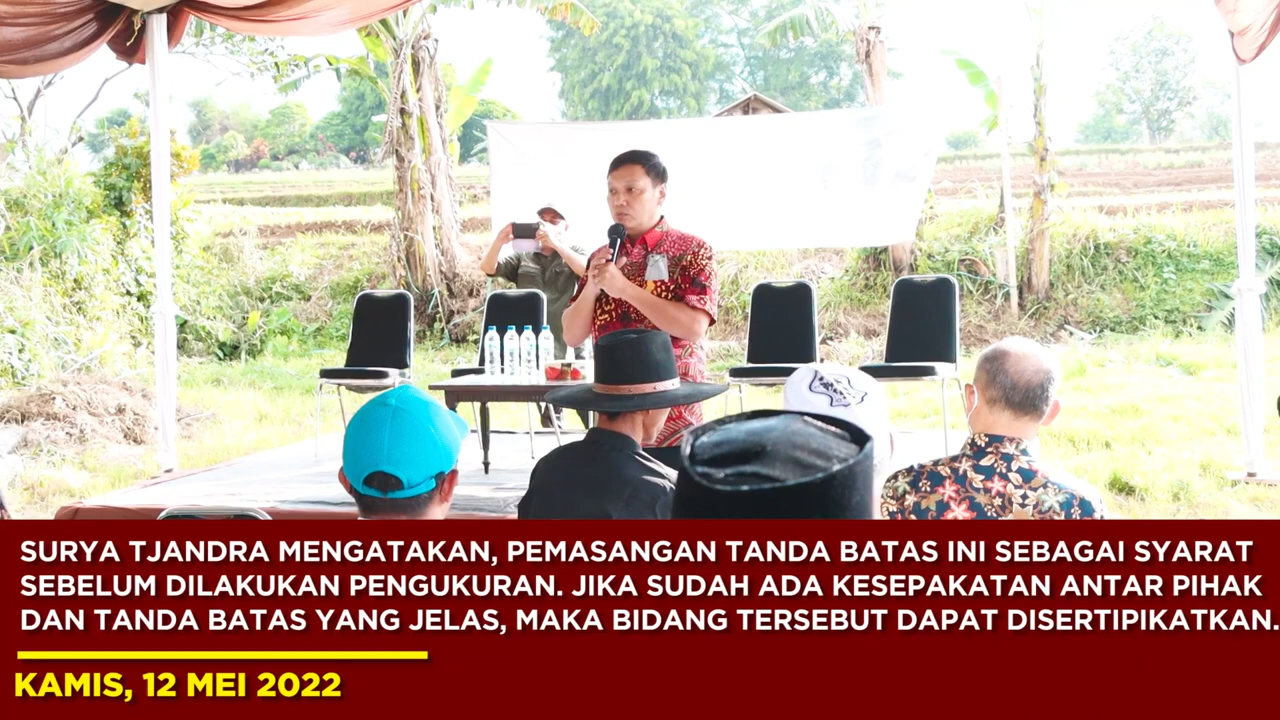 SURYA TJANDRA MENGATAKAN, PEMASANGAN TANDA BATAS INI SEBAGAI SYARAT
SEBELUM DILAKUKAN PENGUKURAN. JIKA SUDAH ADA KESEPAKATAN ANTAR PIHAK
DAN TANDA BATAS YANG JELAS, MAKA BIDANG TERSEBUT DAPAT DISERTIPIKATKAN.
KAMIS, 12 MEI 2022